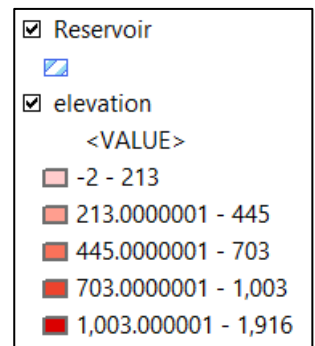 Reservoir
elevation
<VALUE>
-2 - 213
213.0000001 - 445
445.0000001 - 703
703.0000001 - 1,003
1,003.000001 - 1,916